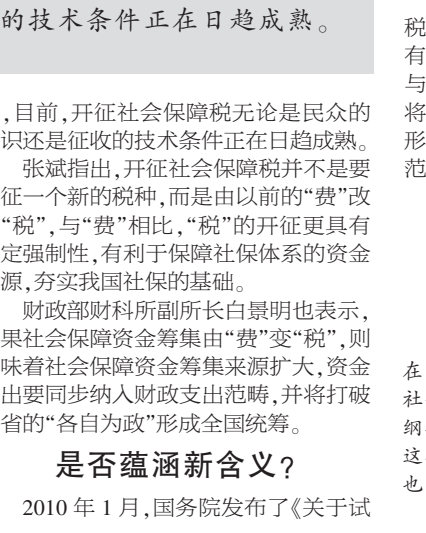 的技术条件正在日趋成熟。
,目前,开征社会保障税无论是民众的
识还是征收的技术条件正在日趋成熟。
张斌指出,开征社会保障税并不是要
征一个新的税种,而是由以前的“费”改
“税”,与“费”相比,“税”的开征更具有
定强制性,有利于保障社保体系的资金
源,夯实我国社保的基础。
财政部财科所副所长白景明也表示,
果社会保障资金筹集由“费”变“税”,则
味着社会保障资金筹集来源扩大,资金
出要同步纳入财政支出范畴,并将打破
省的“各自为政”形成全国统筹。
是否蕴涵新含义?
2010 年 1 月,国务院发布了《关于试
税
有
与
将
形
范
在
社
纲
这
也